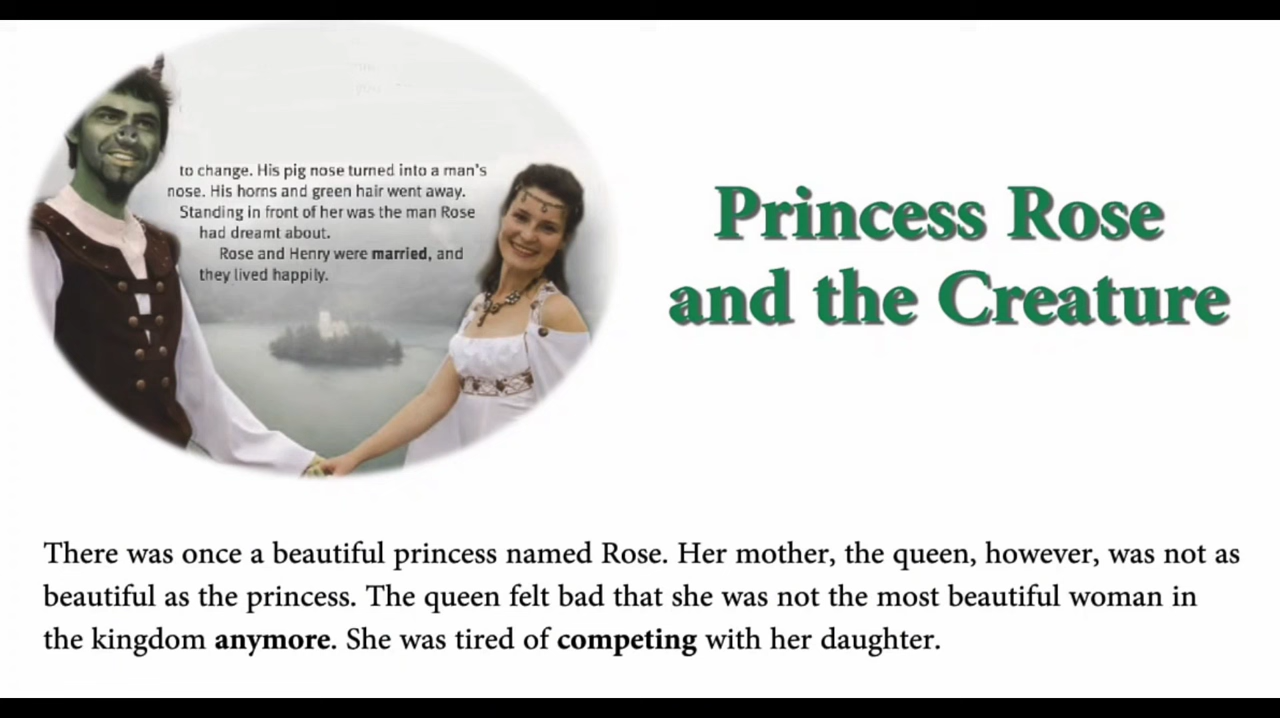 to change. His pig nose turned into a man's
nose. His horns and green hair went away.
Standing in front of her was the man Rose
had dreamt about.
Rose and Henry were married, and
they lived happily.
Princess Rose
and the Creature
There was once a beautiful princess named Rose. Her mother, the queen, however, was not as
beautiful as the princess. The queen felt bad that she was not the most beautiful woman in
the kingdom anymore. She was tired of competing with her daughter.